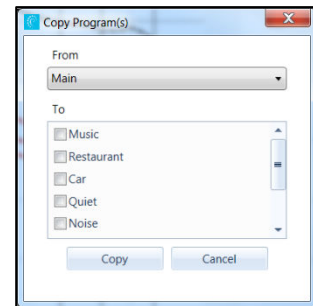 Copy Program(s)
From
Main
To
Music
Restaurant
Car
Quiet
Noise
Copy Cancel